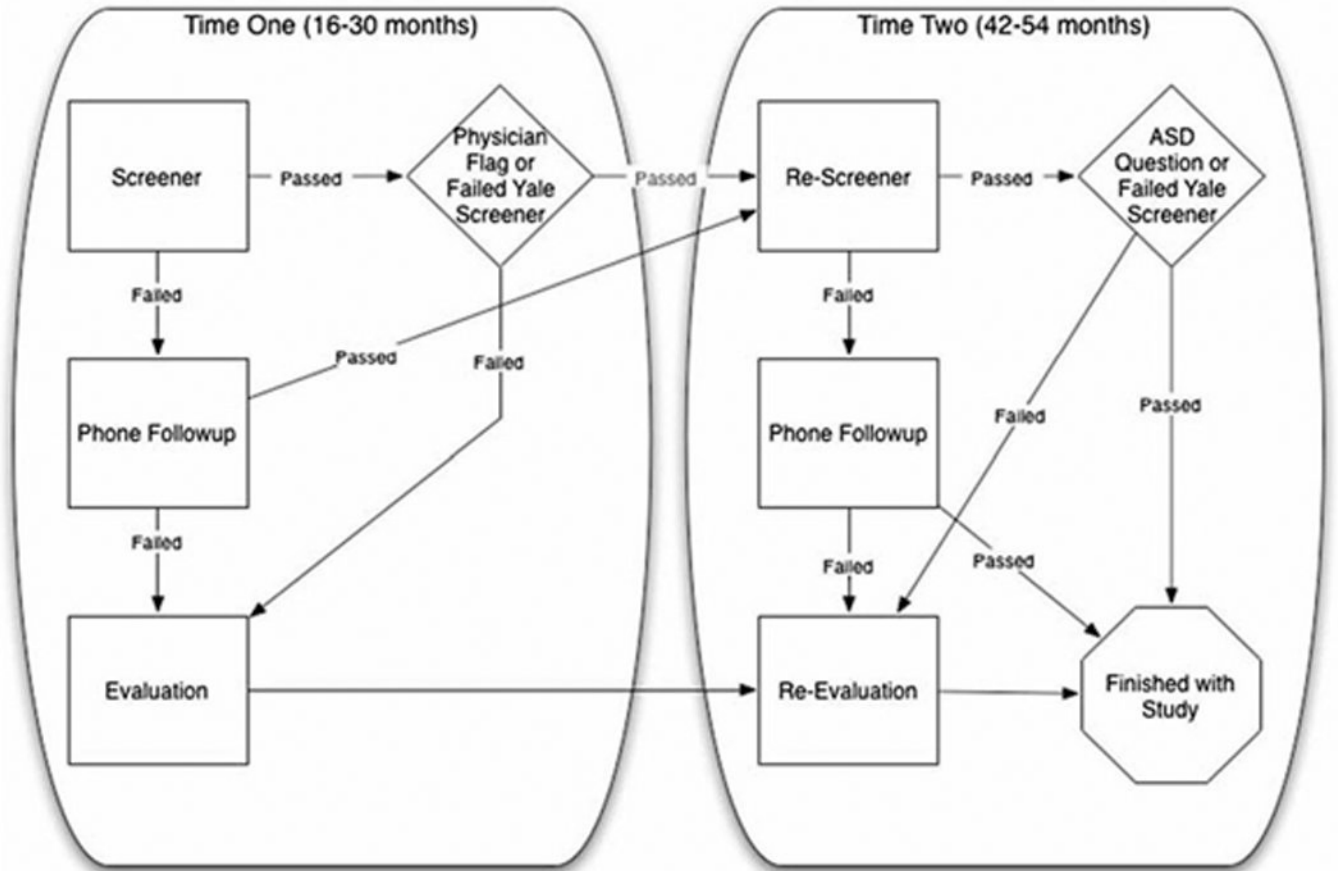 Time One (16-30 months)
Screener
Passed
Physician
Flag or
Failed Yale
Screener
Passed
Failed
Passed
Failed
Phone Followup
Failed
Evaluation
Time Two (42-54 months)
Re-Screener
Passed
ASD
Question or
Failed Yale
Screener
Failed
Failed
Passed
Phone Followup
Failed
Passed
Re-Evaluation
Finished with
Study